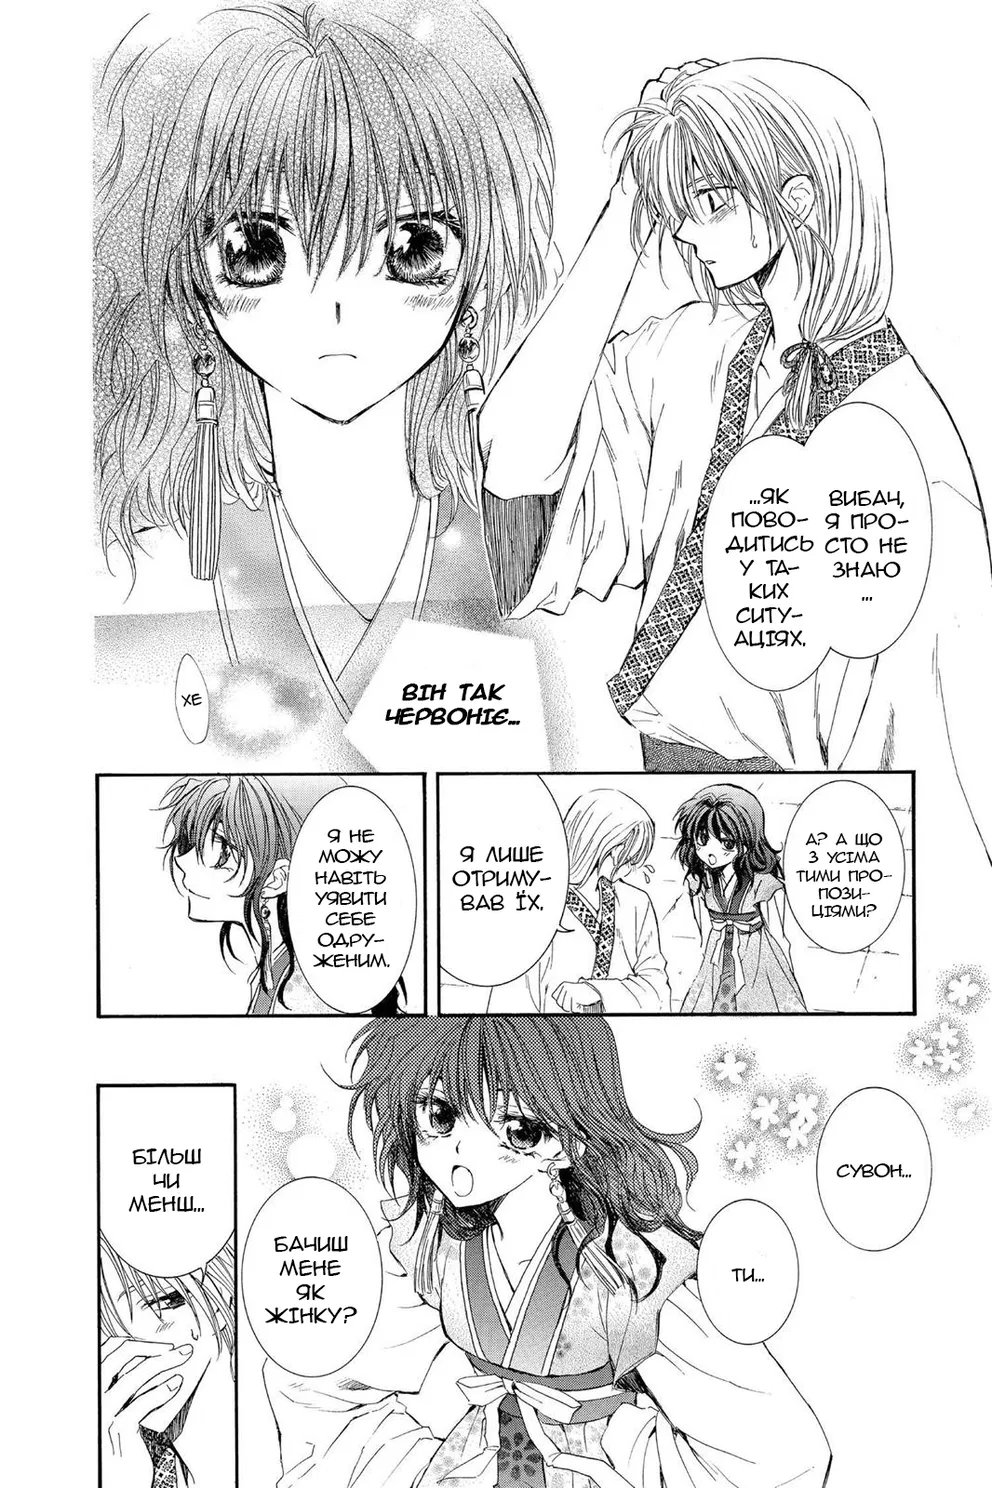 ВИБАЧ,
Я ПРО-
СТО НЕ
ЗНАЮ
...
...ЯК
ПОВО-
ДИТИСЬ
У ТА-
КИХ
СИТУ-
АЦІЯХ.
ВІН ТАК
ЧЕРВОНІЄ...
ХЕ
А? А ЩО
З УСІМА
ТИМИ ПРО-
ПОЗИ-
ЦІЯМИ?
Я ЛИШЕ
ОТРИМУ-
ВАВ ЇХ.
Я НЕ
МОЖУ
НАВІТЬ
УЯВИТИ
СЕБЕ
ОДРУ-
ЖЕНИМ.
СУВОН...
ТИ...
БАЧИШ
МЕНЕ
ЯК
ЖІНКУ?
БІЛЬШ
ЧИ
МЕНШ...